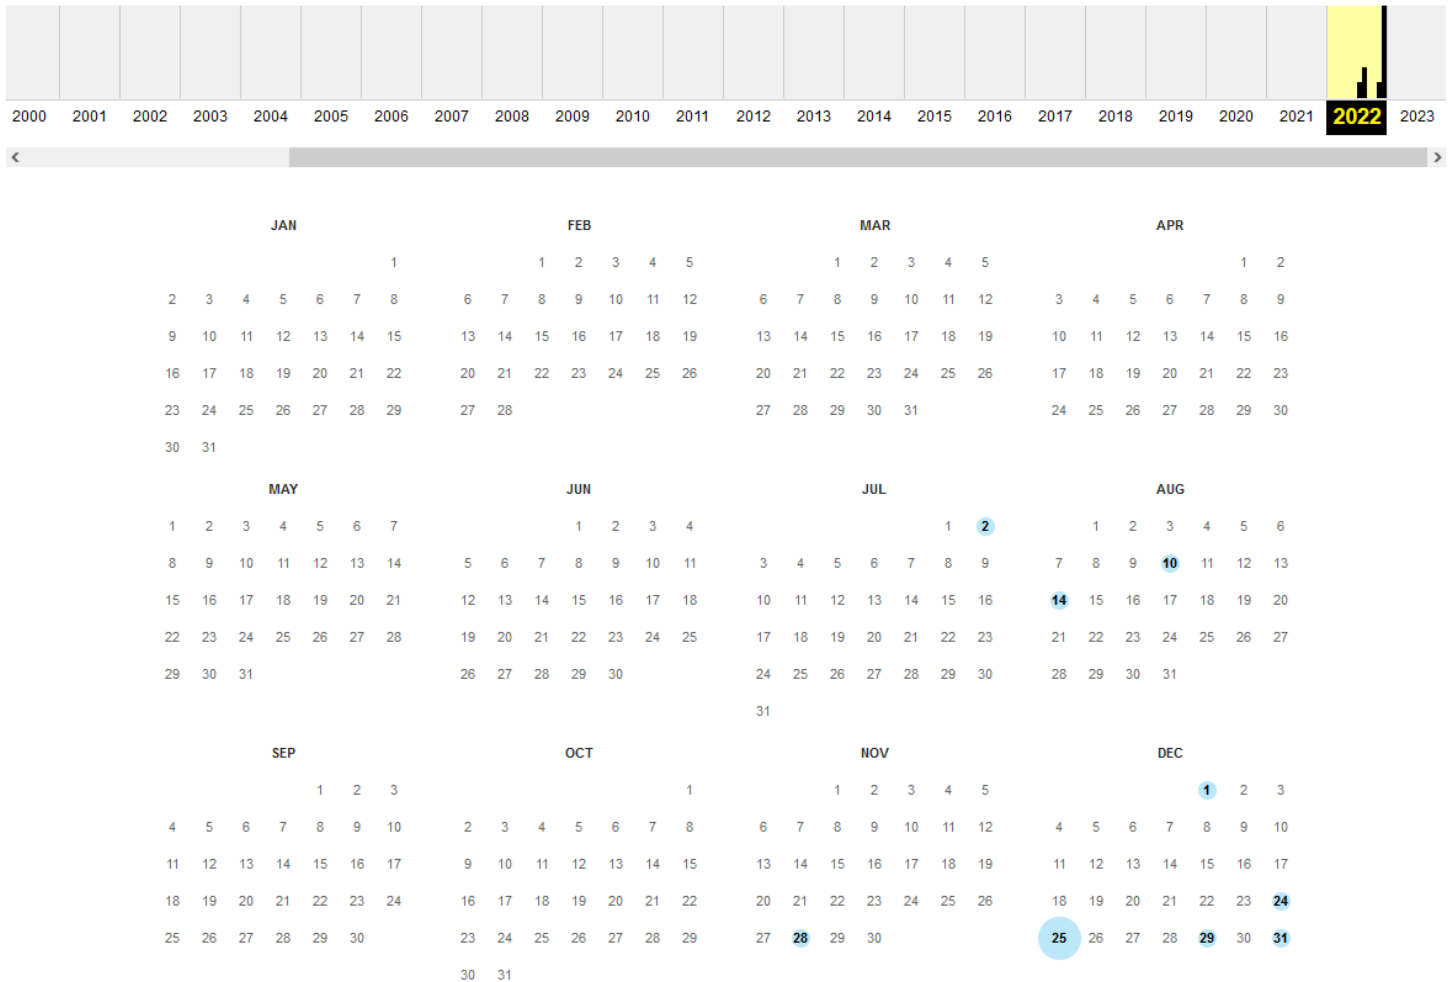 2000 2001 2002 2003 2004 2005 2006 2007 2008 2009 2010 2011 2012 2013 2014 2015 2016 2017 2018 2019 2020 2021 2022 2023
JAN FEB MAR APR
1 1 2 3 4 5 1 2 3 4 5 1 2
2 3 4 5 6 7 8 6 7 8 9 10 11 12 6 7 8 9 10 11 12 3 4 5 6 7 8 9
9 10 11 12 13 14 15 13 14 15 16 17 18 19 13 14 15 16 17 18 19 10 11 12 13 14 15 16
16 17 18 19 20 21 22 20 21 22 23 24 25 26 20 21 22 23 24 25 26 17 18 19 20 21 22 23
23 24 25 26 27 28 29 27 28 27 28 29 30 31 24 25 26 27 28 29 30
30 31
MAY JUN JUL AUG
1 2 3 4 5 6 7 1 2 3 4 1 2 1 2 3 4 5 6
8 9 10 11 12 13 14 5 6 7 8 9 10 11 3 4 5 6 7 8 9 7 8 9 10 11 12 13
15 16 17 18 19 20 21 12 13 14 15 16 17 18 10 11 12 13 14 15 16 14 15 16 17 18 19 20
22 23 24 25 26 27 28 19 20 21 22 23 24 25 17 18 19 20 21 22 23 21 22 23 24 25 26 27
29 30 31 26 27 28 29 30 24 25 26 27 28 29 30 28 29 30 31
31
SEP OCT NOV DEC
1 2 3 1 1 2 3 4 5 1 2 3
4 5 6 7 8 9 10 2 3 4 5 6 7 8 6 7 8 9 10 11 12 4 5 6 7 8 9 10
11 12 13 14 15 16 17 9 10 11 12 13 14 15 13 14 15 16 17 18 19 11 12 13 14 15 16 17
18 19 20 21 22 23 24 16 17 18 19 20 21 22 20 21 22 23 24 25 26 18 19 20 21 22 23 24
25 26 27 28 29 30 23 24 25 26 27 28 29 27 28 29 30 25 26 27 28 29 30 31
30 31